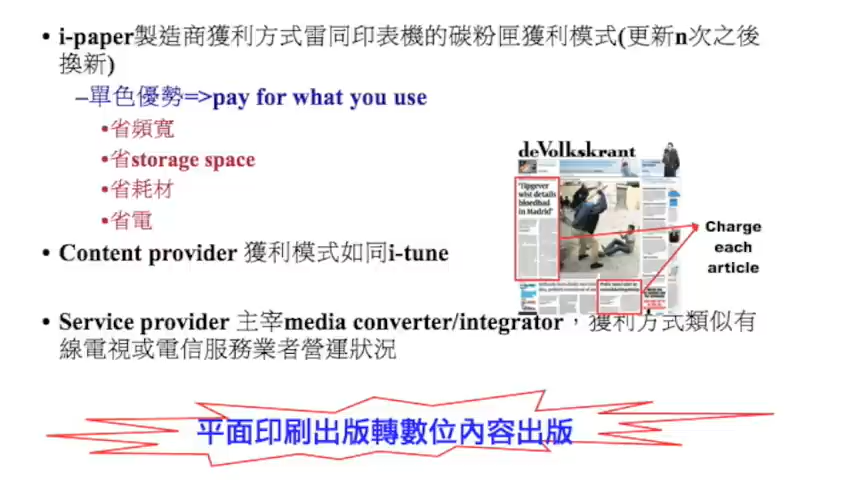 • i-paper製造商獲利方式雷同印表機的碳粉匣獲利模式(更新n次之後
換新)
–單色優勢=>pay for what you use
•省頻寬
•省storage space
•省耗材
•省電
• Content provider 獲利模式如同i-tune
deVolkskrant
'Tipgever
wist details
bloedbad
in Madrid'
Charge
each
article
• Service provider 主宰media converter/integrator，獲利方式類似有
線電視或電信服務業者營運狀況
平面印刷出版轉數位內容出版